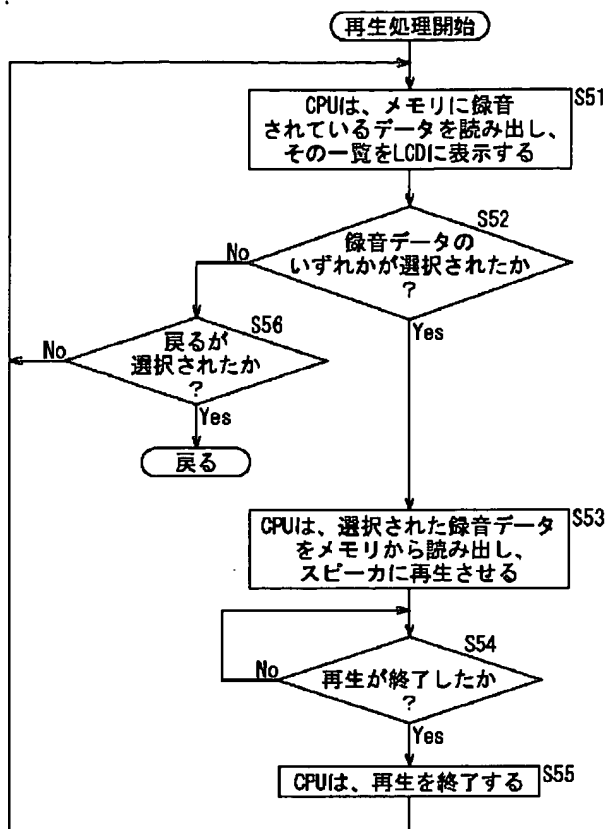 再生処理開始
S51
CPUは、メモリに録音
されているデータを読み出し、
その一覧をLCDに表示する
S52
録音データの
いずれかが選択されたか
?
No
Yes
S56
戻るが
選択されたか
?
No
Yes
戻る
S53
CPUは、選択された録音データ
をメモリから読み出し、
スピーカに再生させる
S54
再生が終了したか
?
No
Yes
CPUは、再生を終了する
S55